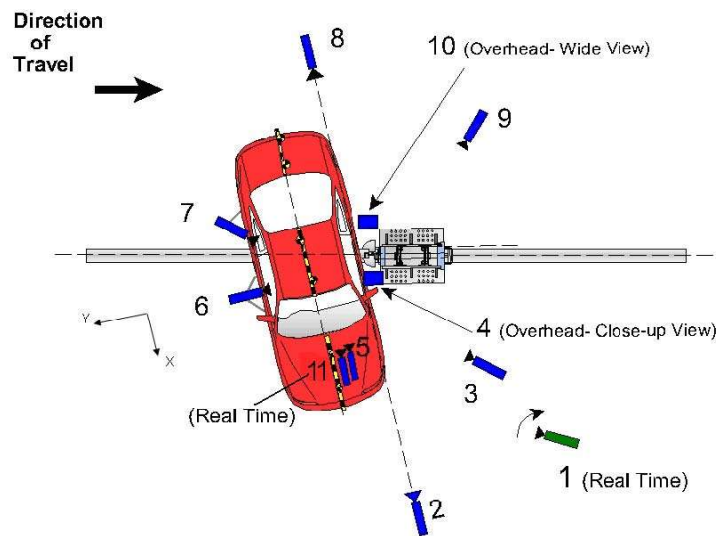 Direction
of
Travel
8
10 (Overhead- Wide View)
9
7
6
Y
X
4 (Overhead- Close-up View)
5
11
3
(Real Time)
1 (Real Time)
2